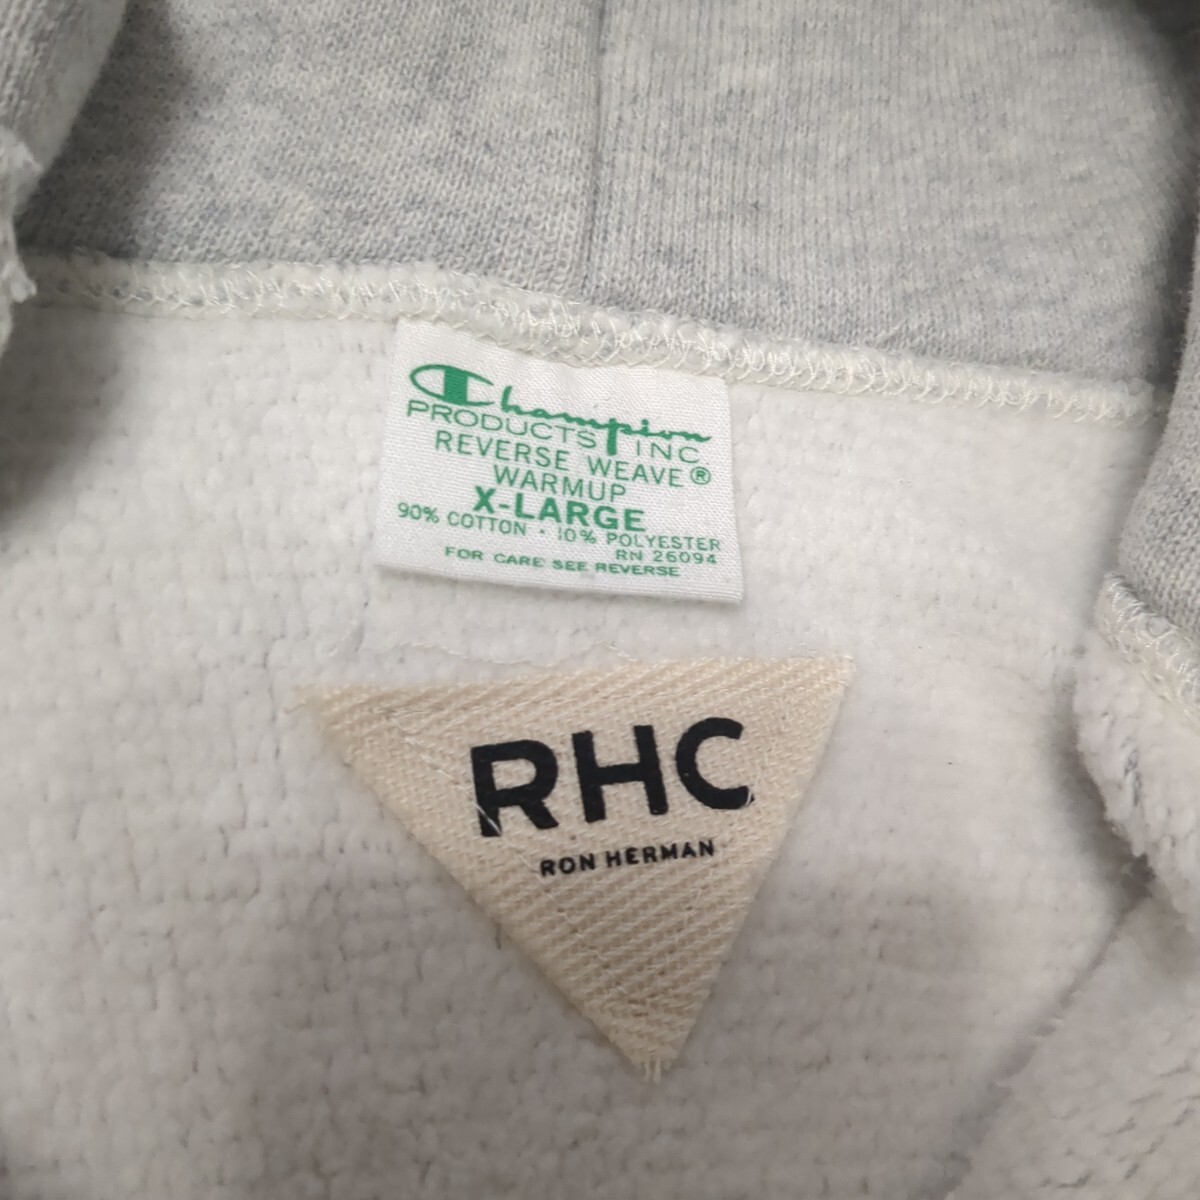 Champion
PRODUCTS INC
REVERSE WEAVE®
WARMUP
X-LARGE
90% COTTON · 10% POLYESTER
RN 26094
FOR CARE SEE REVERSE
RHC
RON HERMAN